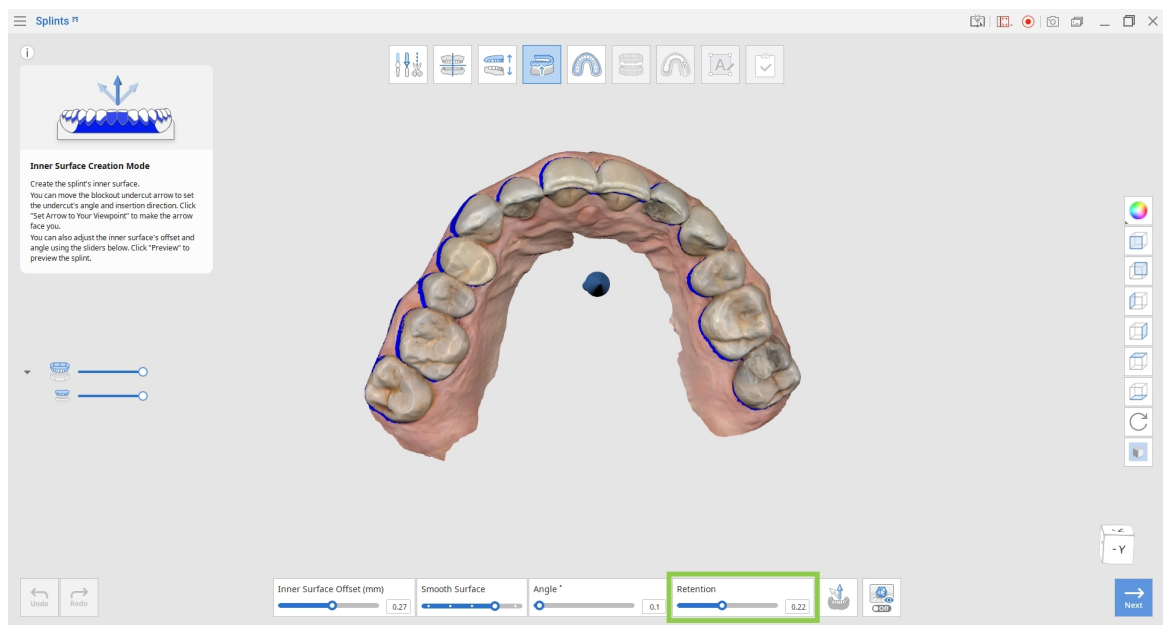 Splints
i
Inner Surface Creation Mode
Create the splint's inner surface.
You can move the blockout undercut arrow to set
the undercut's angle and insertion direction. Click
"Set Arrow to Your Viewpoint" to make the arrow
face you.
You can also adjust the inner surface's offset and
angle using the sliders below. Click "Preview" to
preview the splint.
A
- Y
Undo
Redo
Inner Surface Offset (mm)
0.27
Smooth Surface
Angle °
0.1
Retention
0.22
Off
Next